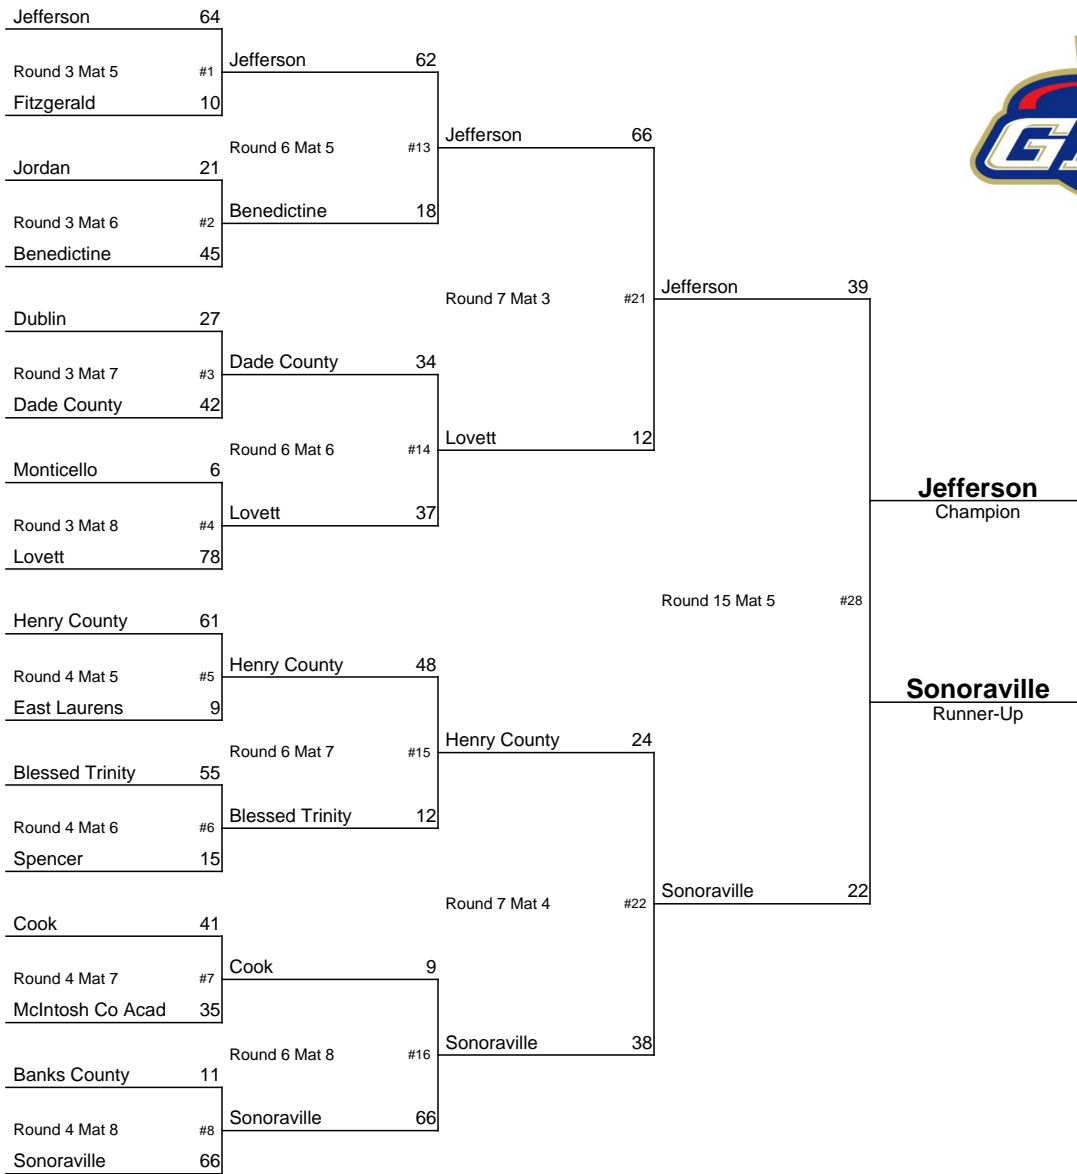 Jefferson 64
Round 3 Mat 5 #1
Fitzgerald 10
Jordan 21
Round 3 Mat 6 #2
Benedictine 45
Dublin 27
Round 3 Mat 7 #3
Dade County 42
Monticello 6
Round 3 Mat 8 #4
Lovett 78
Henry County 61
Round 4 Mat 5 #5
East Laurens 9
Blessed Trinity 55
Round 4 Mat 6 #6
Spencer 15
Cook 41
Round 4 Mat 7 #7
McIntosh Co Acad 35
Banks County 11
Round 4 Mat 8 #8
Sonoraville 66
Jefferson 62
Round 6 Mat 5 #13
Benedictine 18
Dade County 34
Round 6 Mat 6 #14
Lovett 37
Henry County 48
Round 6 Mat 7 #15
Blessed Trinity 12
Cook 9
Round 6 Mat 8 #16
Sonoraville 66
Jefferson 66
Round 7 Mat 3 #21
Lovett 12
Henry County 24
Round 7 Mat 4 #22
Sonoraville 38
Jefferson 39
Round 15 Mat 5 #28
Sonoraville 22
Jefferson
Champion
Sonoraville
Runner-Up